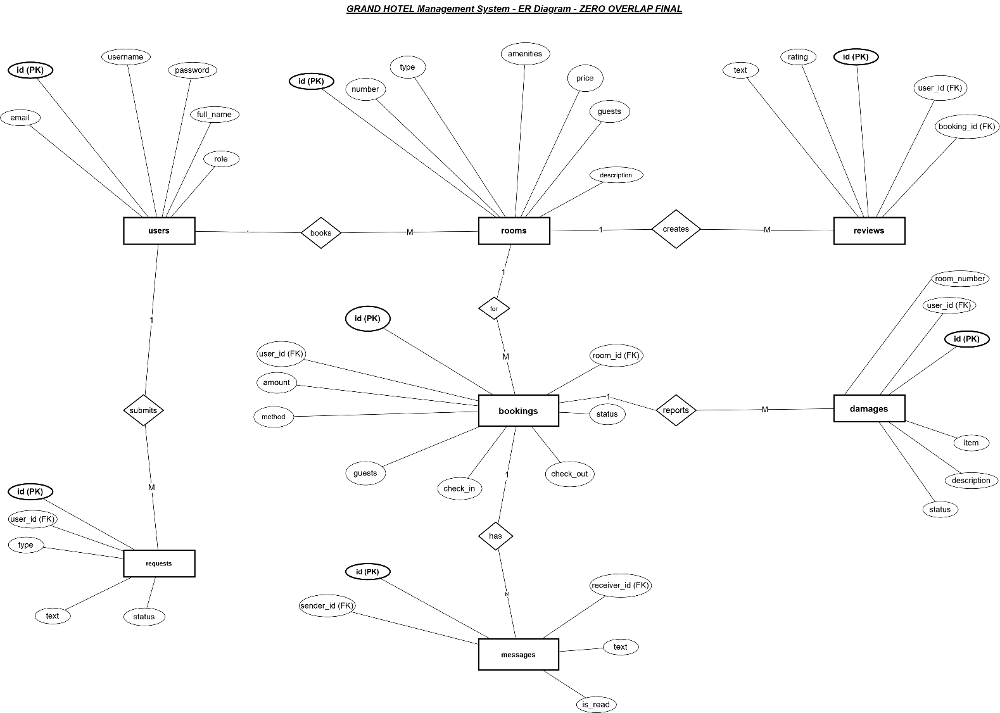 GRAND HOTEL Management System - ER Diagram - ZERO OVERLAP FINAL
id (PK)
username
password
email
full_name
role
users
id (PK)
number
type
amenities
price
guests
description
rooms
text
rating
id (PK)
user_id (FK)
booking_id (FK)
reviews
1
books
M
1
creates
M
1
for
M
1
submits
M
id (PK)
user_id (FK)
amount
method
guests
check_in
check_out
status
room_id (FK)
bookings
1
reports
M
room_number
user_id (FK)
id (PK)
damages
item
description
status
1
has
M
id (PK)
user_id (FK)
type
requests
text
status
id (PK)
sender_id (FK)
receiver_id (FK)
text
messages
is_read